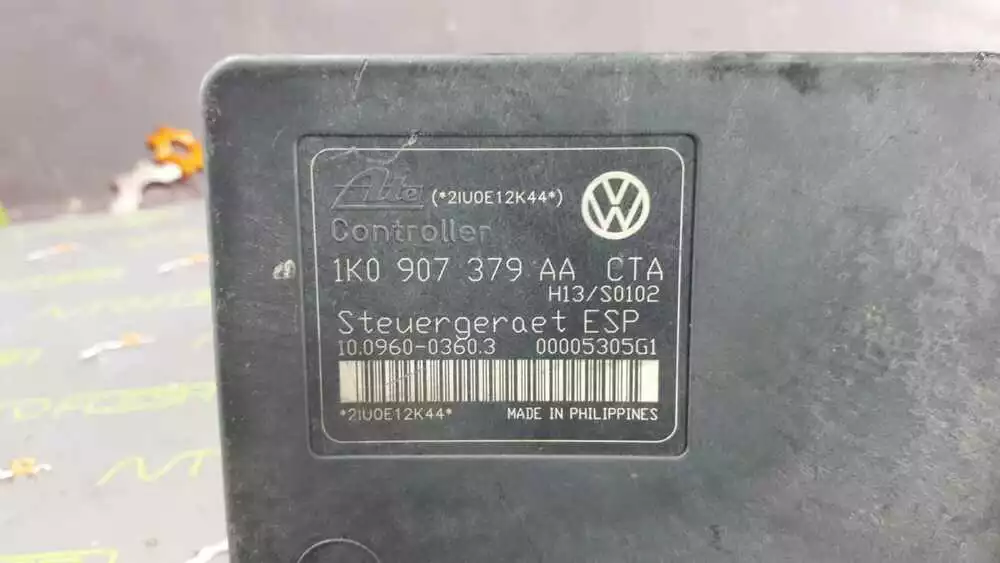 Ate (*2IU0E12K44*)
Controller
1K0 907 379 AA CTA
H13/S0102
Steuergeraet ESP
10.0960-0360.3 00005305G1
*2IU0E12K44* MADE IN PHILIPPINES